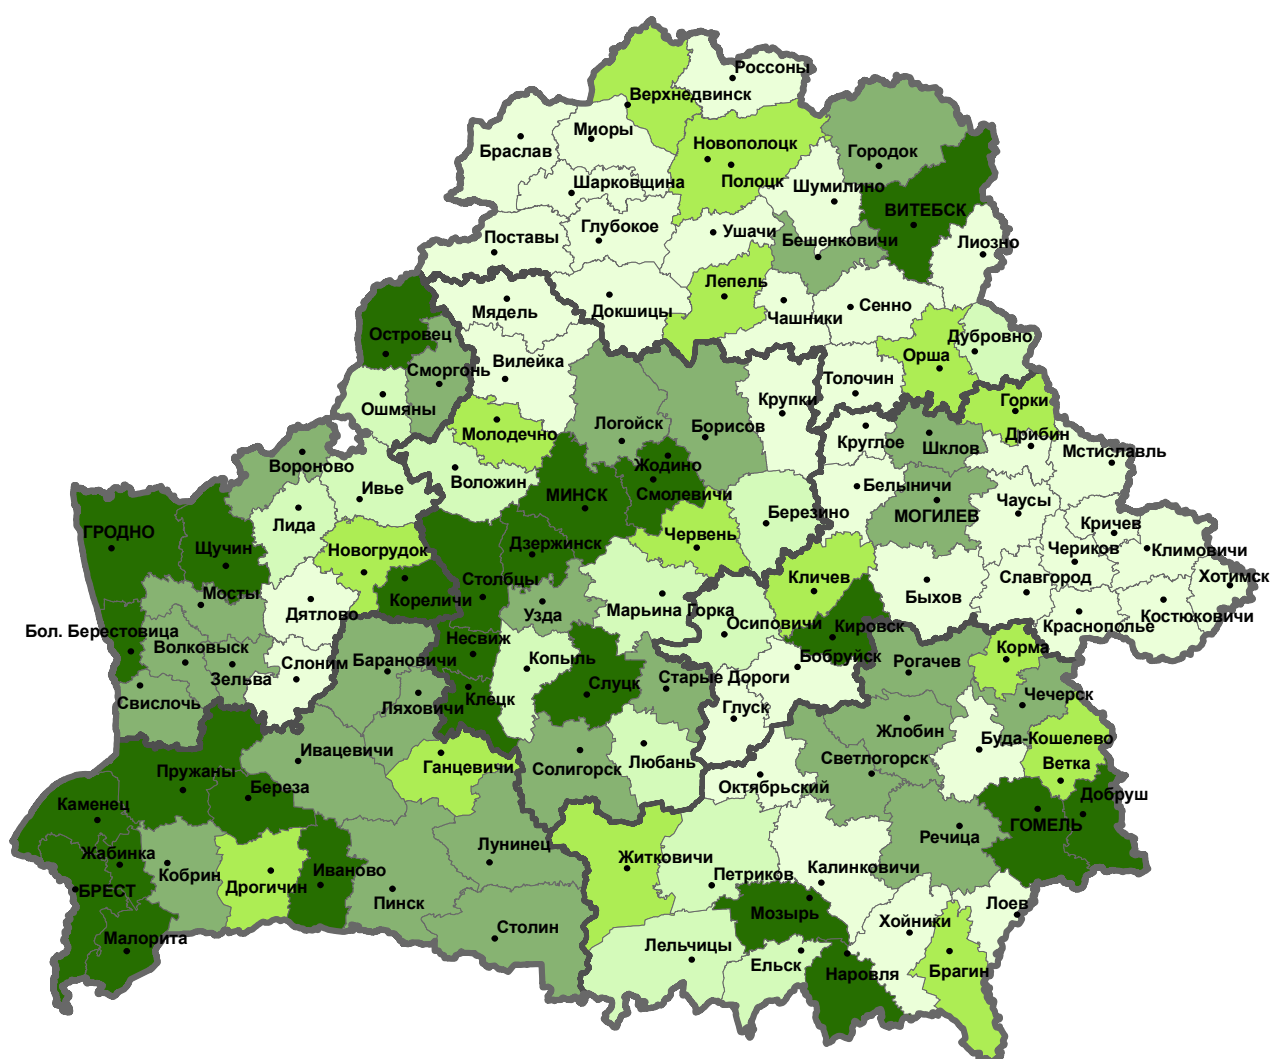 Россоны
Верхнедвинск
Миоры
Браслав
Новополоцк
Городок
Полоцк
Шарковщина
Шумилино
ВИТЕБСК
Глубокое
Ушачи
Поставы
Бешенковичи
Лиозно
Лепель
Мядель
Докшицы
Чашники
Сенно
Островец
Дубровно
Орша
Вилейка
Сморгонь
Толочин
Ошмяны
Крупки
Горки
Логойск
Борисов
Молодечно
Круглое
Шклов
Дрибин
Мстиславль
Вороново
Жодино
Воложин
Ивье
МИНСК
Смолевичи
Белыничи
Чаусы
Березино
МОГИЛЕВ
Лида
ГРОДНО
Кричев
Червень
Щучин
Новогрудок
Дзержинск
Чериков
Климовичи
Столбцы
Кличев
Славгород
Хотимск
Мосты
Кореличи
Быхов
Дятлово
Узда
Марьина Горка
Костюковичи
Осиповичи
Кировск
Краснополье
Бол. Берестовица
Несвиж
Волковыск
Корма
Барановичи
Копыль
Бобруйск
Рогачев
Слоним
Зельва
Старые Дороги
Слуцк
Чечерск
Клецк
Свислочь
Ляховичи
Глуск
Жлобин
Буда-Кошелево
Ивацевичи
Светлогорск
Любань
Ветка
Ганцевичи
Солигорск
Пружаны
Береза
Октябрьский
Добруш
Каменец
ГОМЕЛЬ
Речица
Лунинец
Жабинка
Житковичи
Калинковичи
Иваново
Кобрин
Петриков
Дрогичин
БРЕСТ
Пинск
Лоев
Мозырь
Хойники
Столин
Малорита
Лельчицы
Ельск
Наровля
Брагин